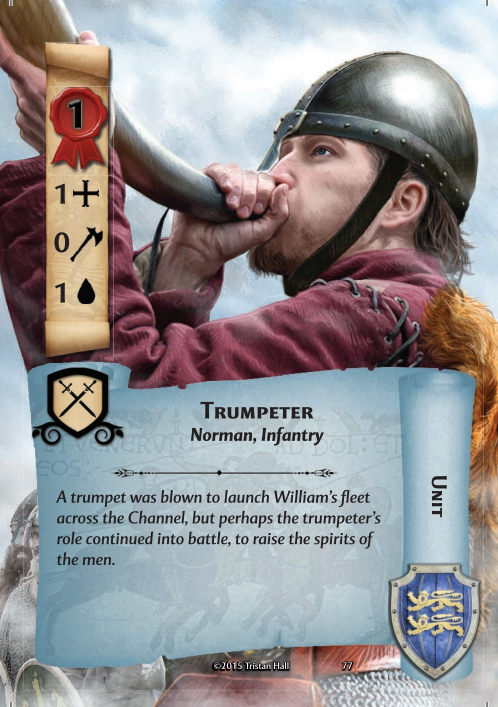 1
1
0
1
Trumpeter
Norman, Infantry
A trumpet was blown to launch William's fleet
across the Channel, but perhaps the trumpeter's
role continued into battle, to raise the spirits of
the men.
Unit
©2015 Tristan Hall
77